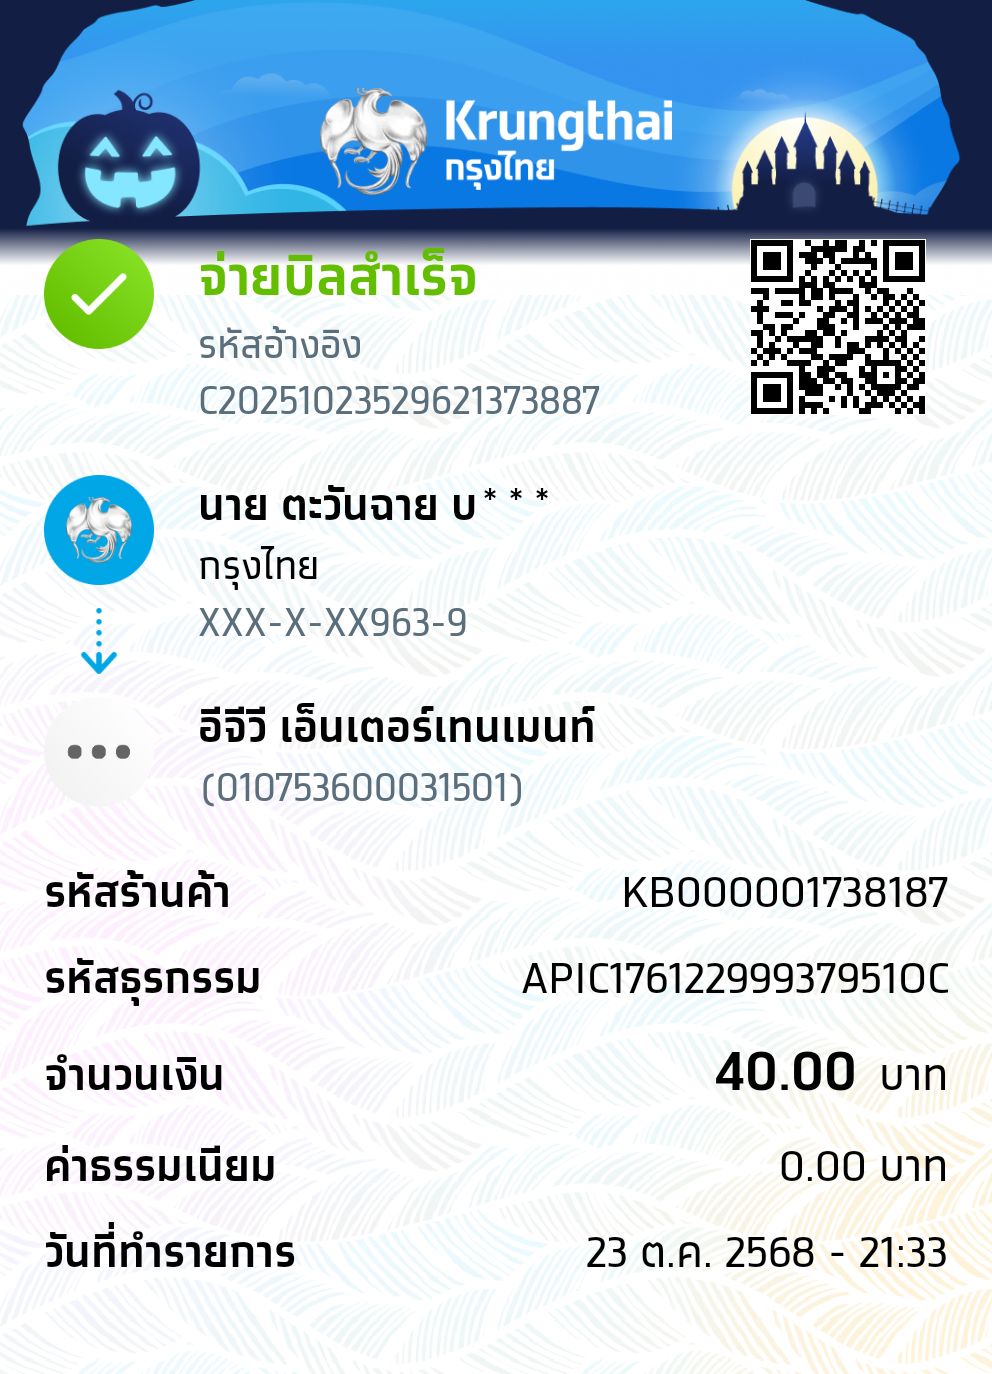 Krungthai
กรุงไทย
จ่ายบิลสำเร็จ
รหัสอ้างอิง
C20251023529621373887
นาย ตะวันฉาย บ***
กรุงไทย
XXX-X-XX963-9
อีจีวี เอ็นเตอร์เทนเมนท์
(010753600031501)
รหัสร้านค้า KB000001738187
รหัสธุรกรรม APIC1761229993795​1OC
จำนวนเงิน 40.00 บาท
ค่าธรรมเนียม 0.00 บาท
วันที่ทำรายการ 23 ต.ค. 2568 - 21:33